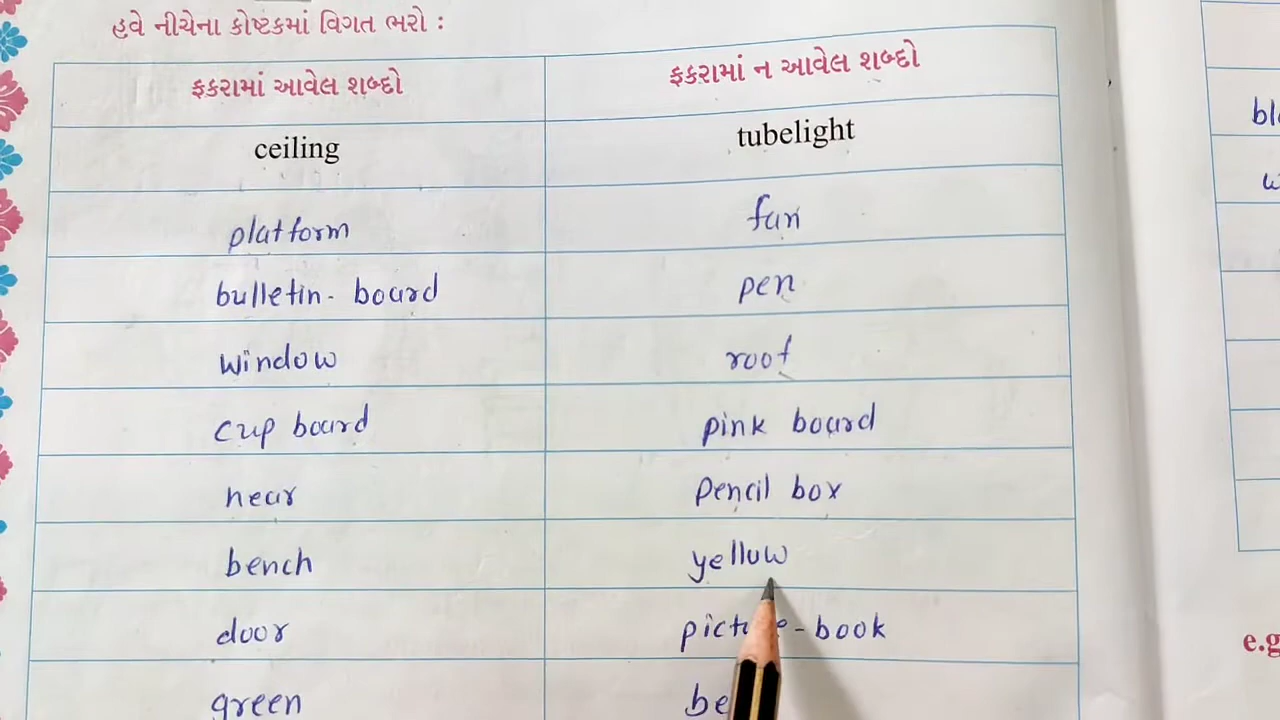 હવે નીચેના કોષ્ટકમાં વિગત ભરો :
ફકરામાં આવેલ શબ્દો ફકરામાં ન આવેલ શબ્દો
ceiling tubelight
platform fan
bulletin- board pen
window roof
cup board pink board
near pencil box
bench yellow
door book
green
e.g